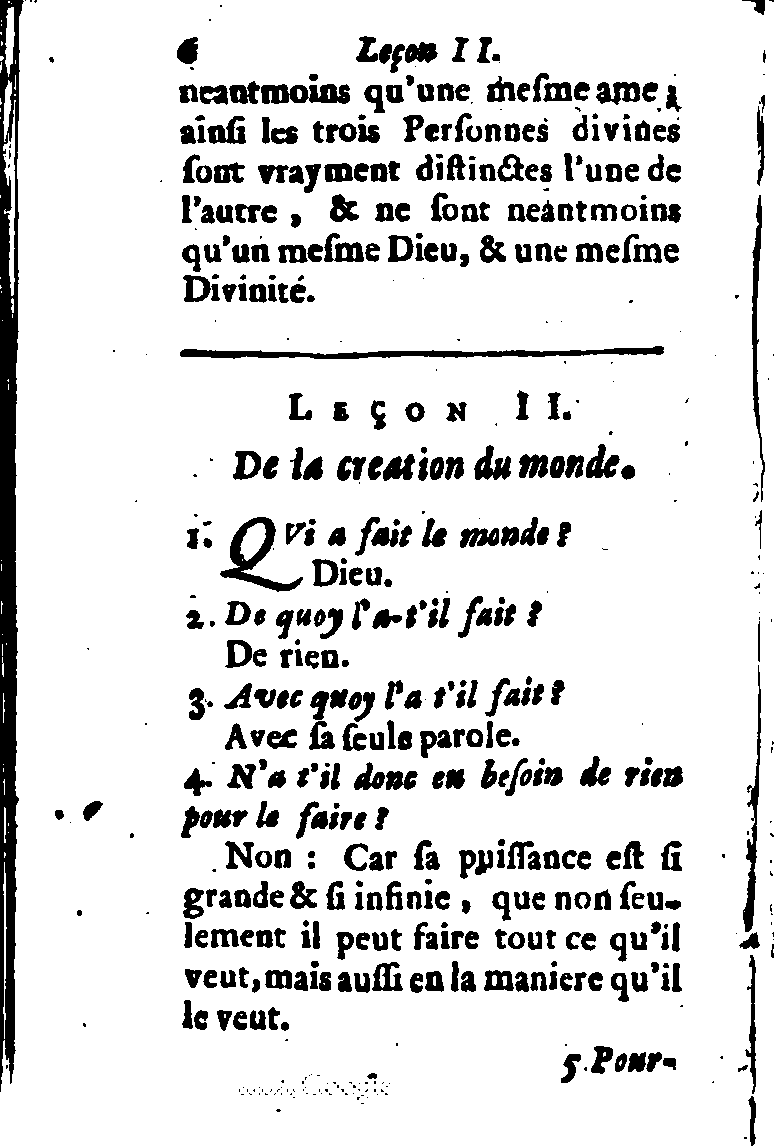 6 Leçon II.
neantmoins qu'une meſme ame ;
ainſi les trois Perſonnes divines
ſont vrayment diſtinctes l'une de
l'autre , & ne ſont neantmoins
qu'un meſme Dieu, & une meſme
Divinité.
LEÇON II.
De la creation du monde.
1. QVi a fait le monde ?
Dieu.
2. De quoy l'a-t'il fait ?
De rien.
3. Avec quoy l'a t'il fait ?
Avec ſa ſeule parole.
4. N'a t'il donc eu beſoin de rien
pour le faire ?
Non : Car ſa puiſſance eſt ſi
grande & ſi infinie , que non ſeu-
lement il peut faire tout ce qu'il
veut, mais auſſi en la maniere qu'il
le veut.
5. Pour-
Google